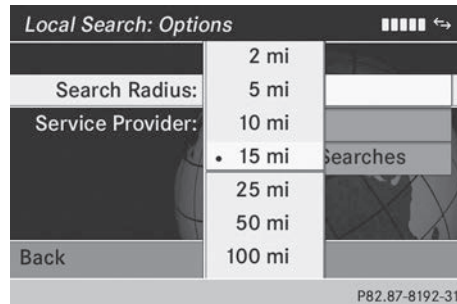 Local Search: Options
2 mi
Search Radius: 5 mi
Service Provider: 10 mi
• 15 mi Searches
25 mi
50 mi
Back 100 mi
P82.87-8192-31